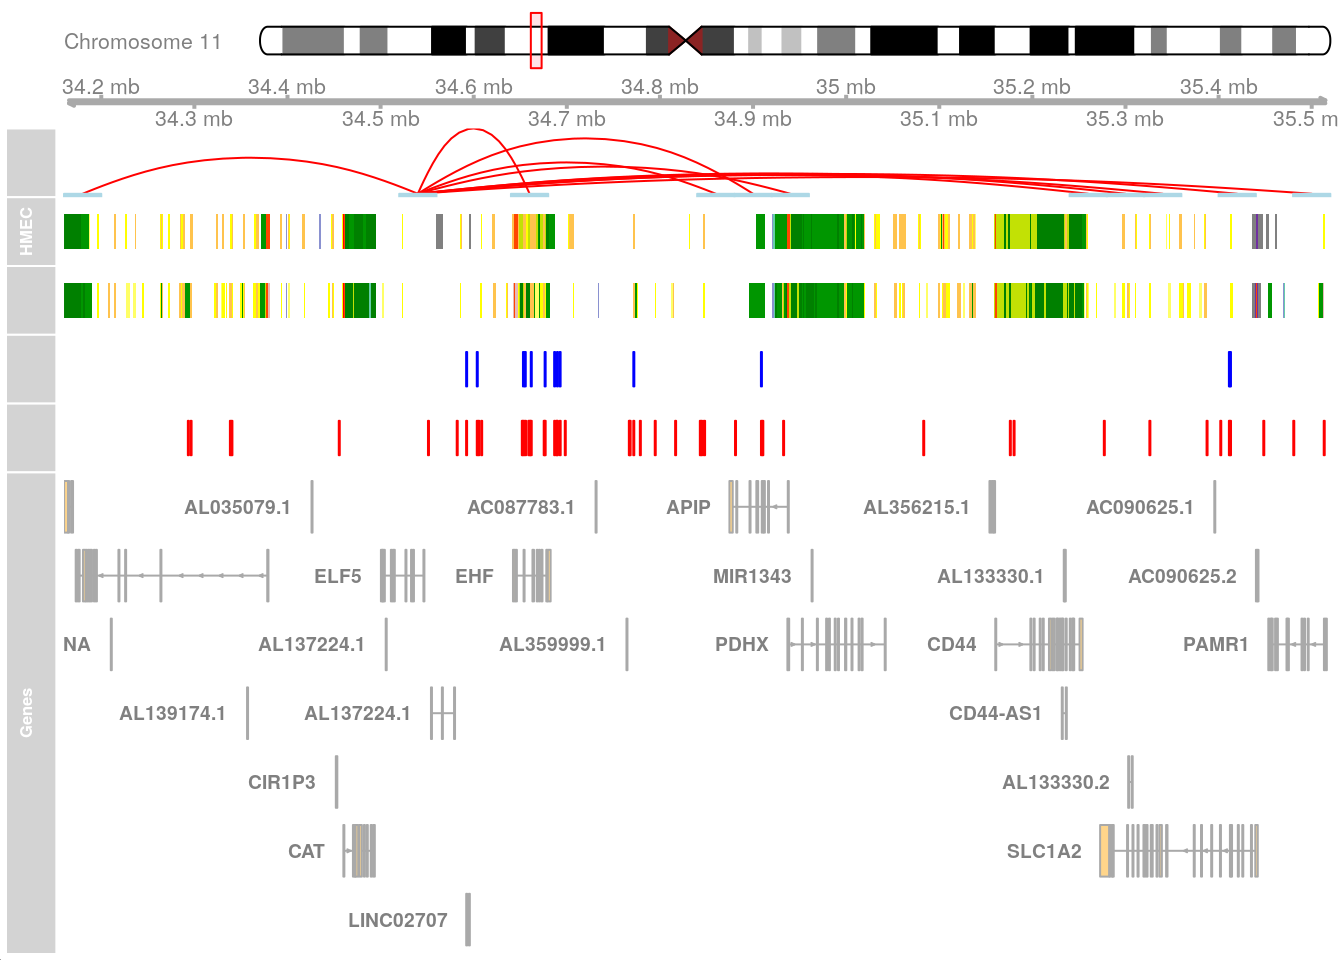 Chromosome 11
34.2 mb 34.4 mb 34.6 mb 34.8 mb 35 mb 35.2 mb 35.4 mb
34.3 mb 34.5 mb 34.7 mb 34.9 mb 35.1 mb 35.3 mb 35.5 m
HMEC
Genes
AL035079.1 AC087783.1 APIP AL356215.1 AC090625.1
ELF5 EHF MIR1343 AL133330.1 AC090625.2
NA AL137224.1 AL359999.1 PDHX CD44 PAMR1
AL139174.1 AL137224.1 CD44-AS1
CIR1P3 AL133330.2
CAT SLC1A2
LINC02707